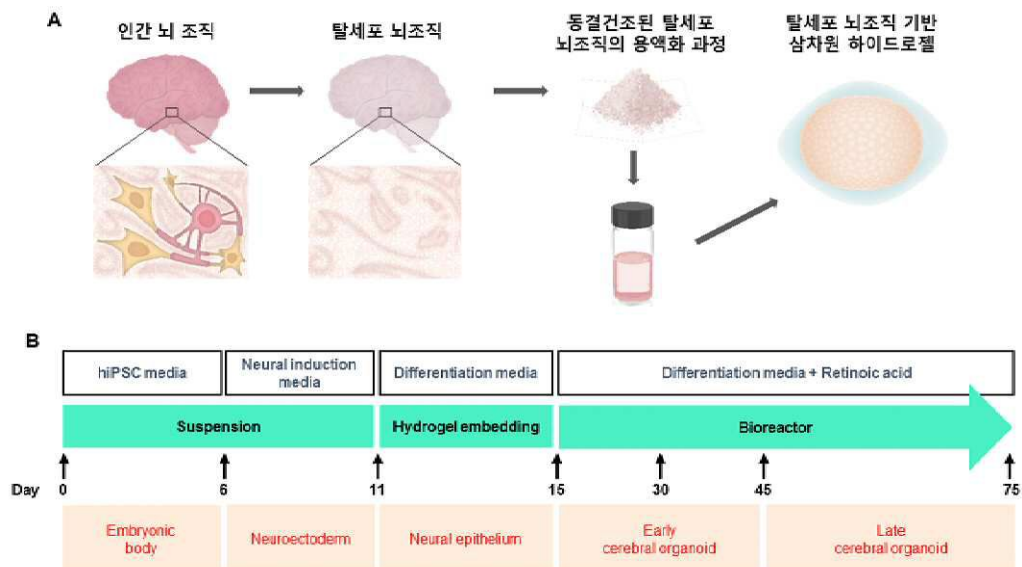 A
인간 뇌 조직
탈세포 뇌조직
동결건조된 탈세포
뇌조직의 용액화 과정
탈세포 뇌조직 기반
삼차원 하이드로젤
B
hiPSC media
Neural induction
media
Differentiation media
Differentiation media + Retinoic acid
Suspension
Hydrogel embedding
Bioreactor
Day
0
6
11
15
30
45
75
Embryonic
body
Neuroectoderm
Neural epithelium
Early
cerebral organoid
Late
cerebral organoid